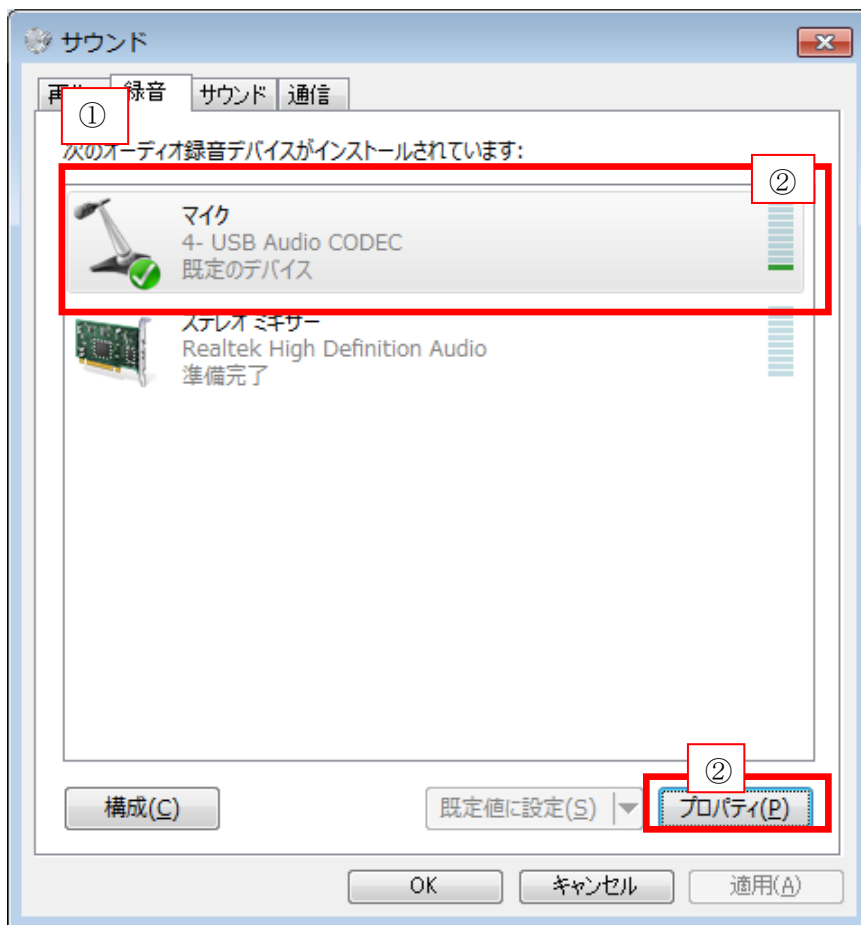 サウンド
録音 サウンド 通信
①
次のオーディオ録音デバイスがインストールされています:
②
マイク
4- USB Audio CODEC
既定のデバイス
ステレオ ミキサー
Realtek High Definition Audio
準備完了
②
構成(C) 既定値に設定(S) プロパティ(P)
OK キャンセル 適用(A)